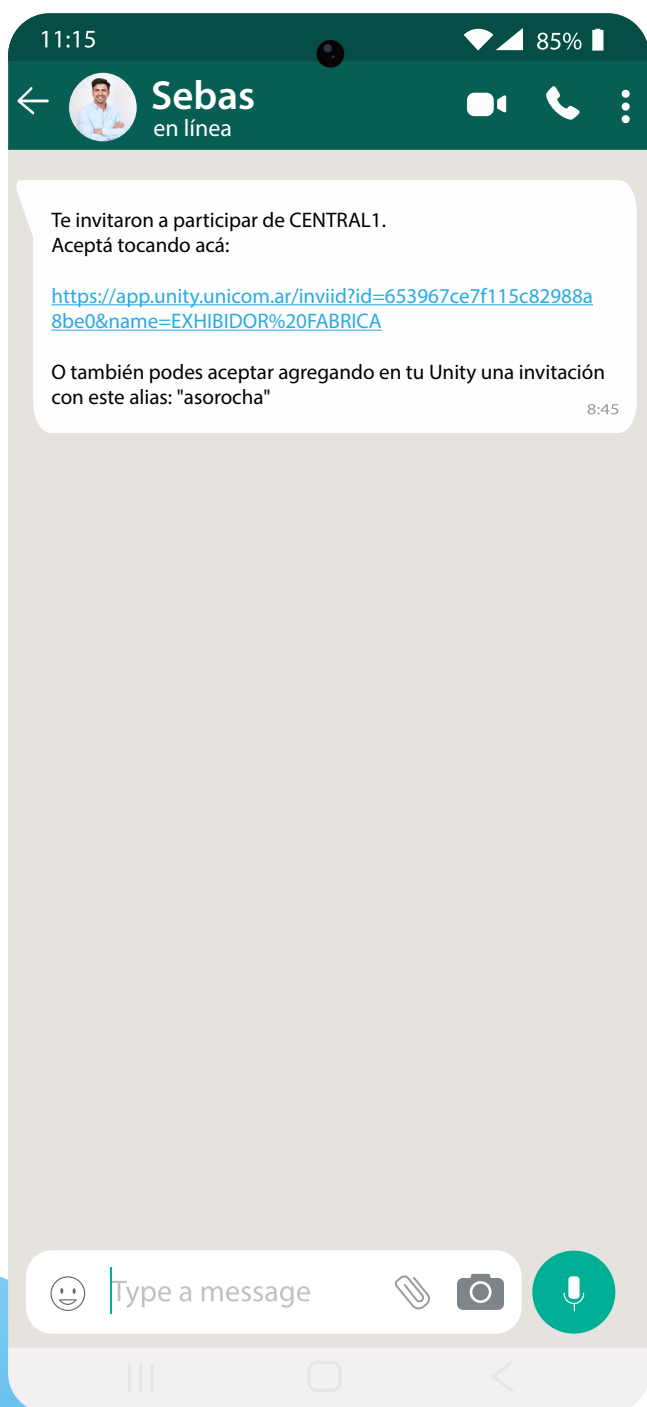 11:15
85%
Sebas
en línea
Te invitaron a participar de CENTRAL1.
Aceptá tocando acá:
https://app.unity.unicom.ar/inviid?id=653967ce7f115c82988a
8be0&name=EXHIBIDOR%20FABRICA
O también podes aceptar agregando en tu Unity una invitación
con este alias: "asorocha"
8:45
Type a message